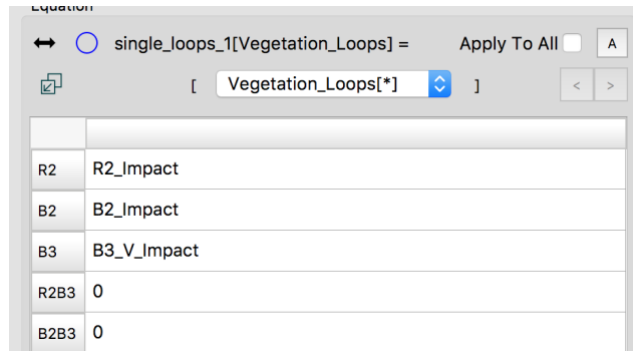 Equation
single_loops_1[Vegetation_Loops] = Apply To All A
[ Vegetation_Loops[*] ] < >
R2 R2_Impact
B2 B2_Impact
B3 B3_V_Impact
R2B3 0
B2B3 0